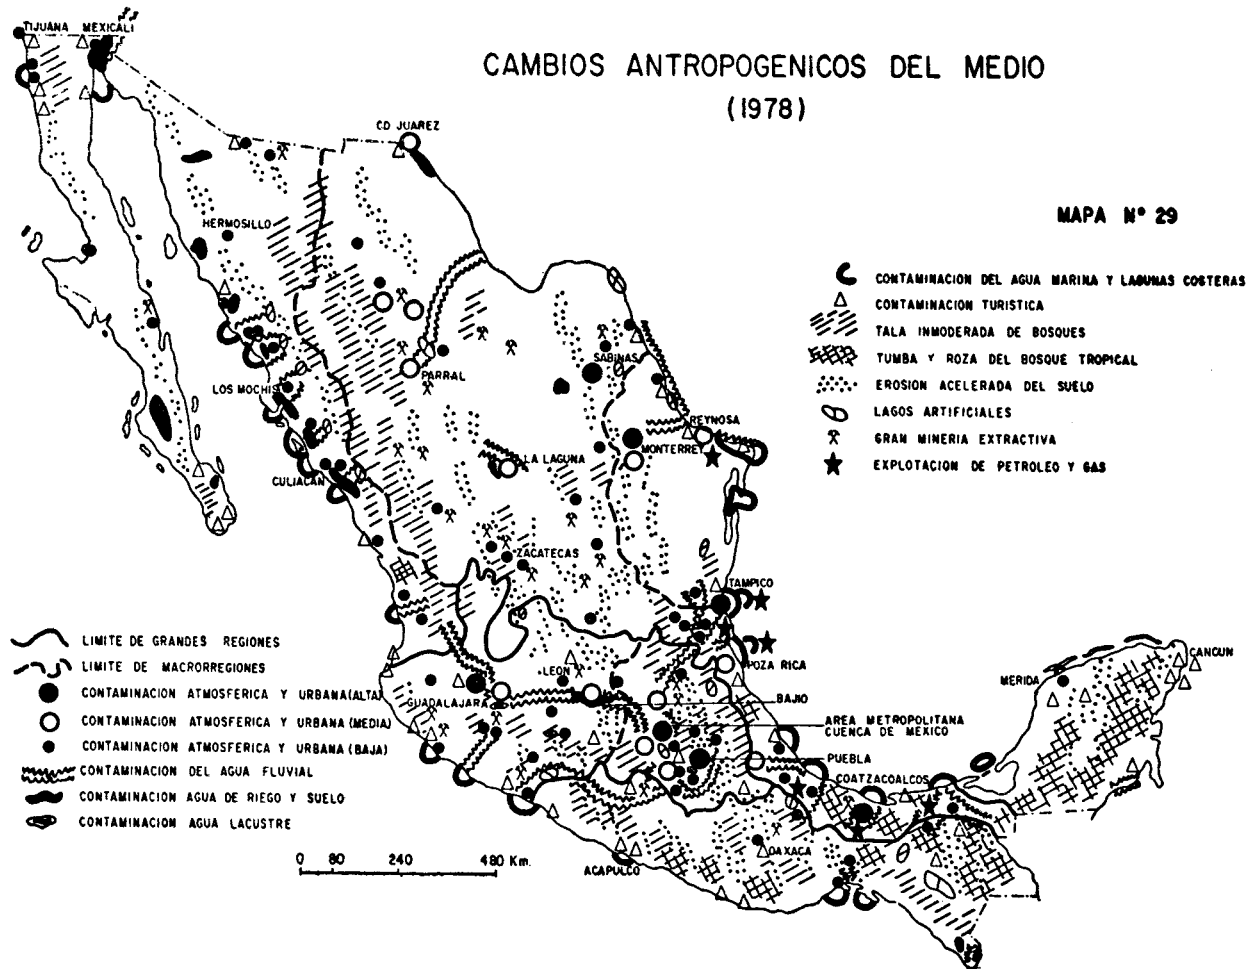 CAMBIOS ANTROPOGENICOS DEL MEDIO
(1978)
MAPA Nº 29
TIJUANA
MEXICALI
CD JUAREZ
HERMOSILLO
PARRAL
SABINAS
LOS MOCHIS
REYNOSA
MONTERREY
LA LAGUNA
CULIACAN
ZACATECAS
TAMPICO
CANCUN
MERIDA
POZA RICA
LEON
GUADALAJARA
BAJIO
AREA METROPOLITANA
CUENCA DE MEXICO
PUEBLA
COATZACOALCOS
OAXACA
ACAPULCO
CONTAMINACION DEL AGUA MARINA Y LAGUNAS COSTERAS
CONTAMINACION TURISTICA
TALA INMODERADA DE BOSQUES
TUMBA Y ROZA DEL BOSQUE TROPICAL
EROSION ACELERADA DEL SUELO
LAGOS ARTIFICIALES
GRAN MINERIA EXTRACTIVA
EXPLOTACION DE PETROLEO Y GAS
LIMITE DE GRANDES REGIONES
LIMITE DE MACRORREGIONES
CONTAMINACION ATMOSFERICA Y URBANA (ALTA)
CONTAMINACION ATMOSFERICA Y URBANA (MEDIA)
CONTAMINACION ATMOSFERICA Y URBANA (BAJA)
CONTAMINACION DEL AGUA FLUVIAL
CONTAMINACION AGUA DE RIEGO Y SUELO
CONTAMINACION AGUA LACUSTRE
0 80 240 480 Km.